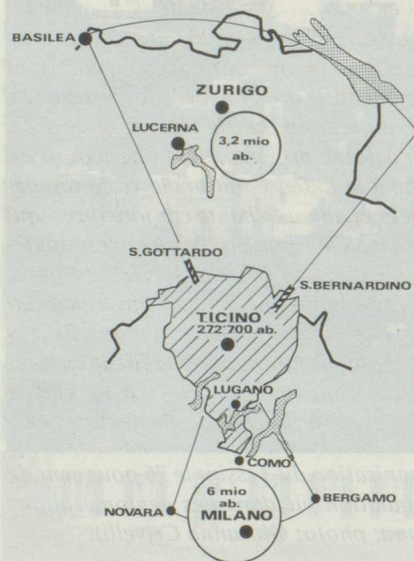 BASILEA
ZURIGO
LUCERNA
3,2 mio
ab.
S.GOTTARDO
S.BERNARDINO
TICINO
272'700 ab.
LUGANO
COMO
6 mio
ab.
NOVARA
MILANO
BERGAMO